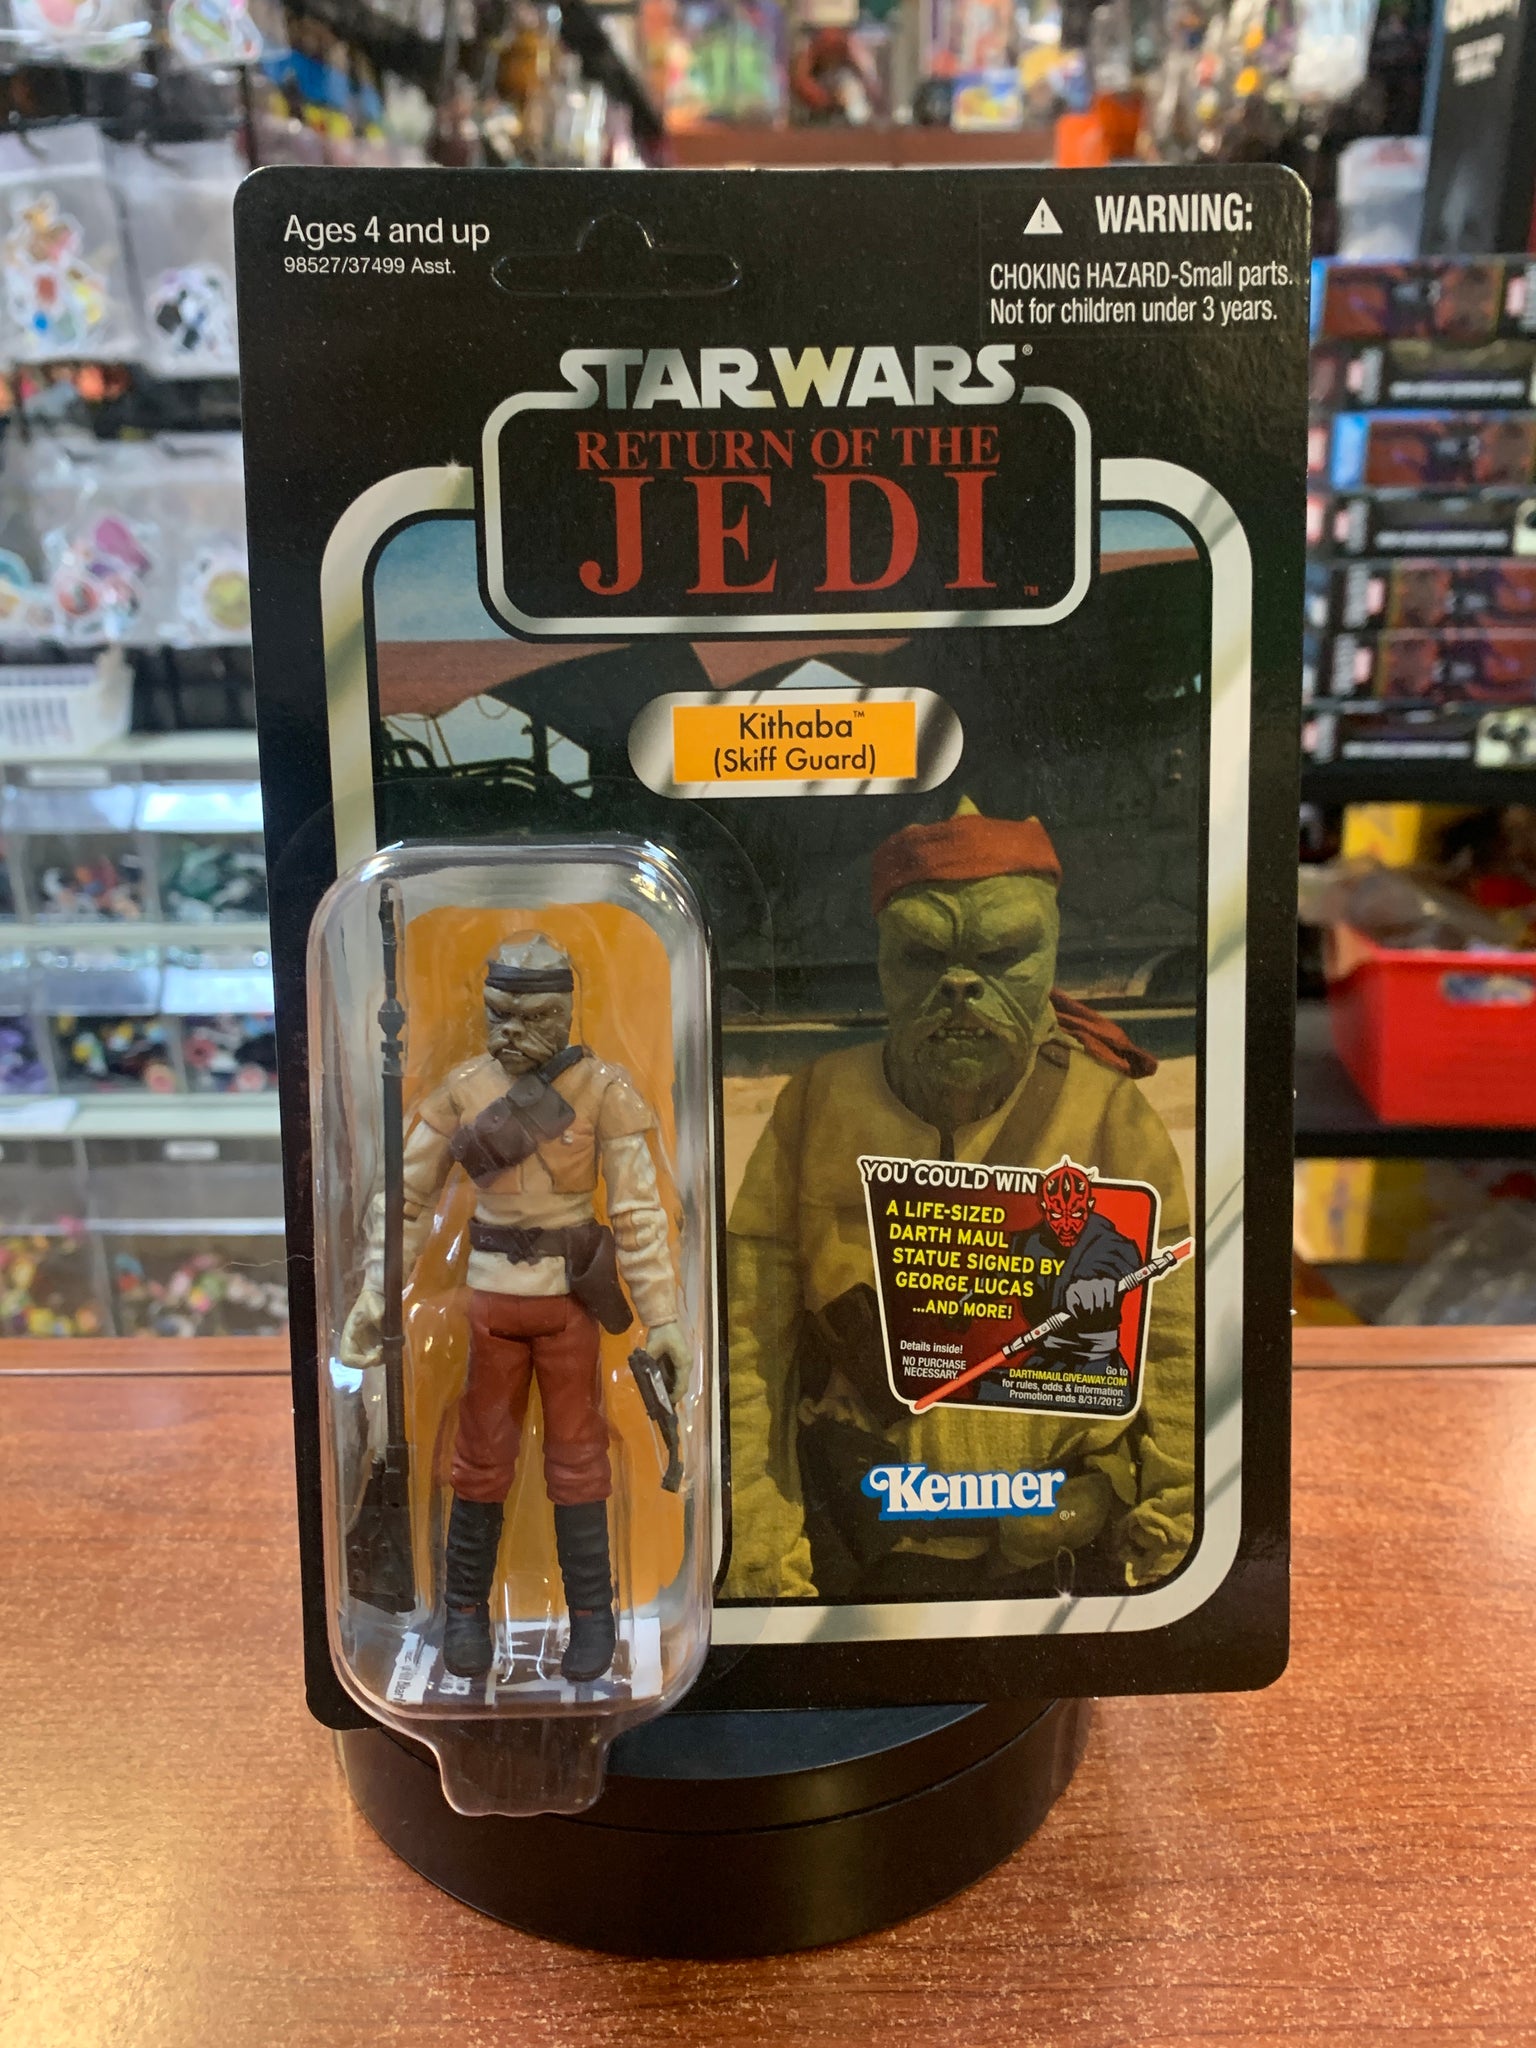 Ages 4 and up
98527/37499 Asst.
WARNING:
CHOKING HAZARD-Small parts.
Not for children under 3 years.
STAR WARS®
RETURN OF THE
JEDI™
Kithaba™
(Skiff Guard)
YOU COULD WIN
A LIFE-SIZED
DARTH MAUL
STATUE SIGNED BY
GEORGE LUCAS
...AND MORE!
Details inside!
NO PURCHASE
NECESSARY.
Go to
DARTHMAULGIVEAWAY.COM
for rules, odds & information.
Promotion ends 8/31/2012.
Kenner®*